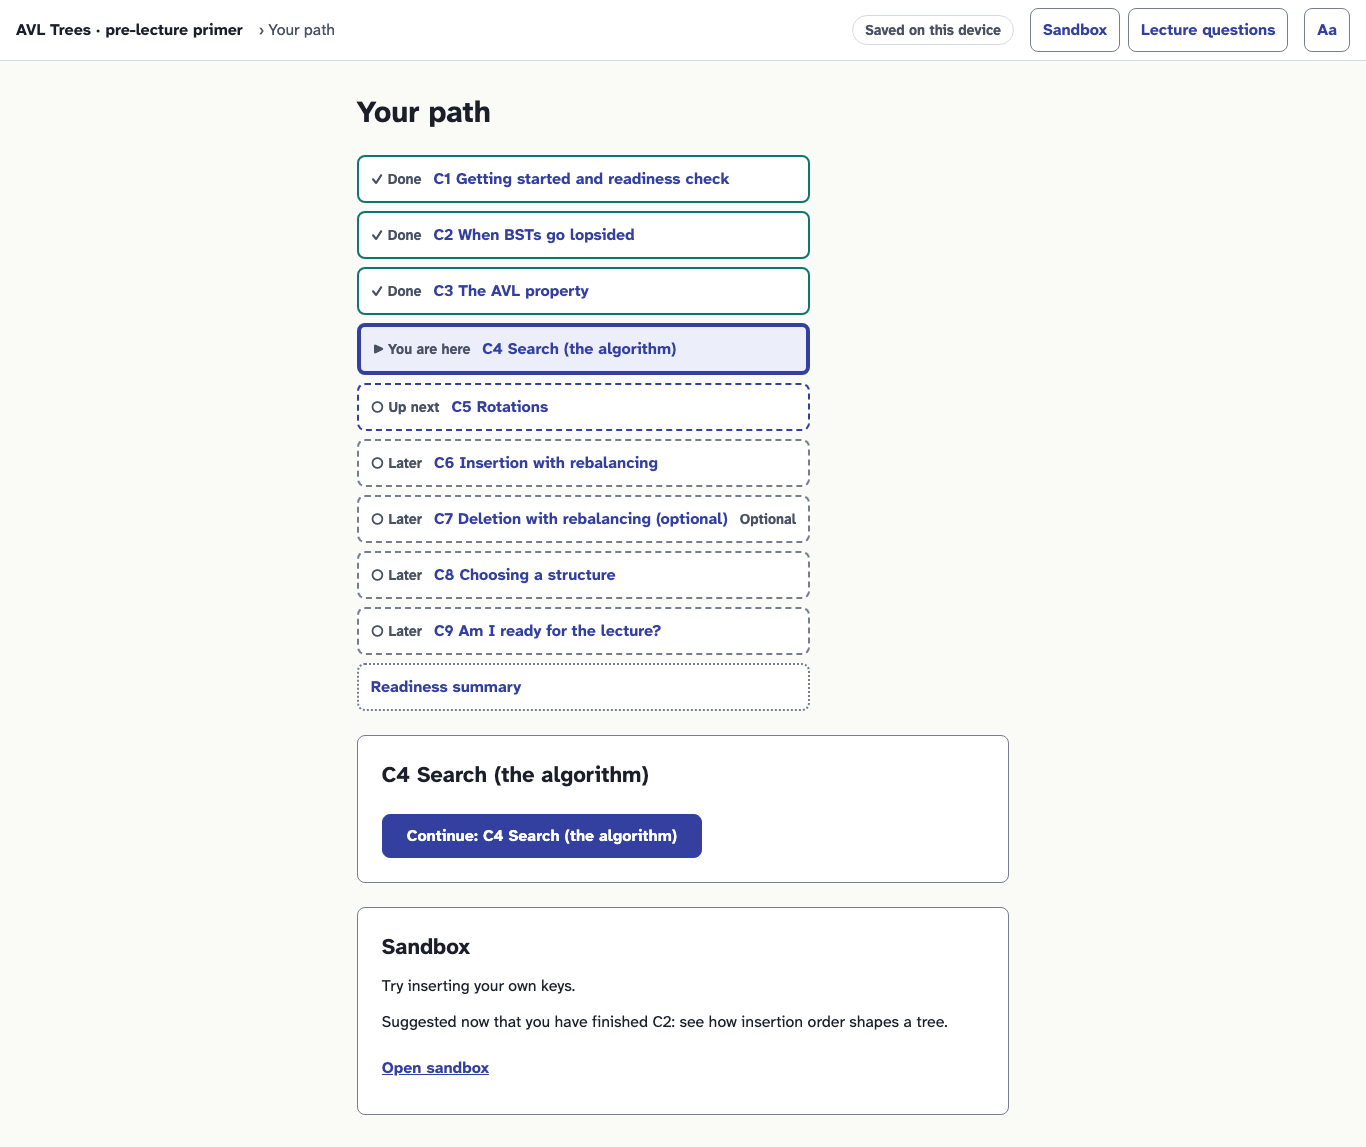 AVL Trees · pre-lecture primer › Your path Saved on this device Sandbox Lecture questions Aa
Your path
✓ Done C1 Getting started and readiness check
✓ Done C2 When BSTs go lopsided
✓ Done C3 The AVL property
▶ You are here C4 Search (the algorithm)
○ Up next C5 Rotations
○ Later C6 Insertion with rebalancing
○ Later C7 Deletion with rebalancing (optional) Optional
○ Later C8 Choosing a structure
○ Later C9 Am I ready for the lecture?
Readiness summary
C4 Search (the algorithm)
Continue: C4 Search (the algorithm)
Sandbox
Try inserting your own keys.
Suggested now that you have finished C2: see how insertion order shapes a tree.
Open sandbox